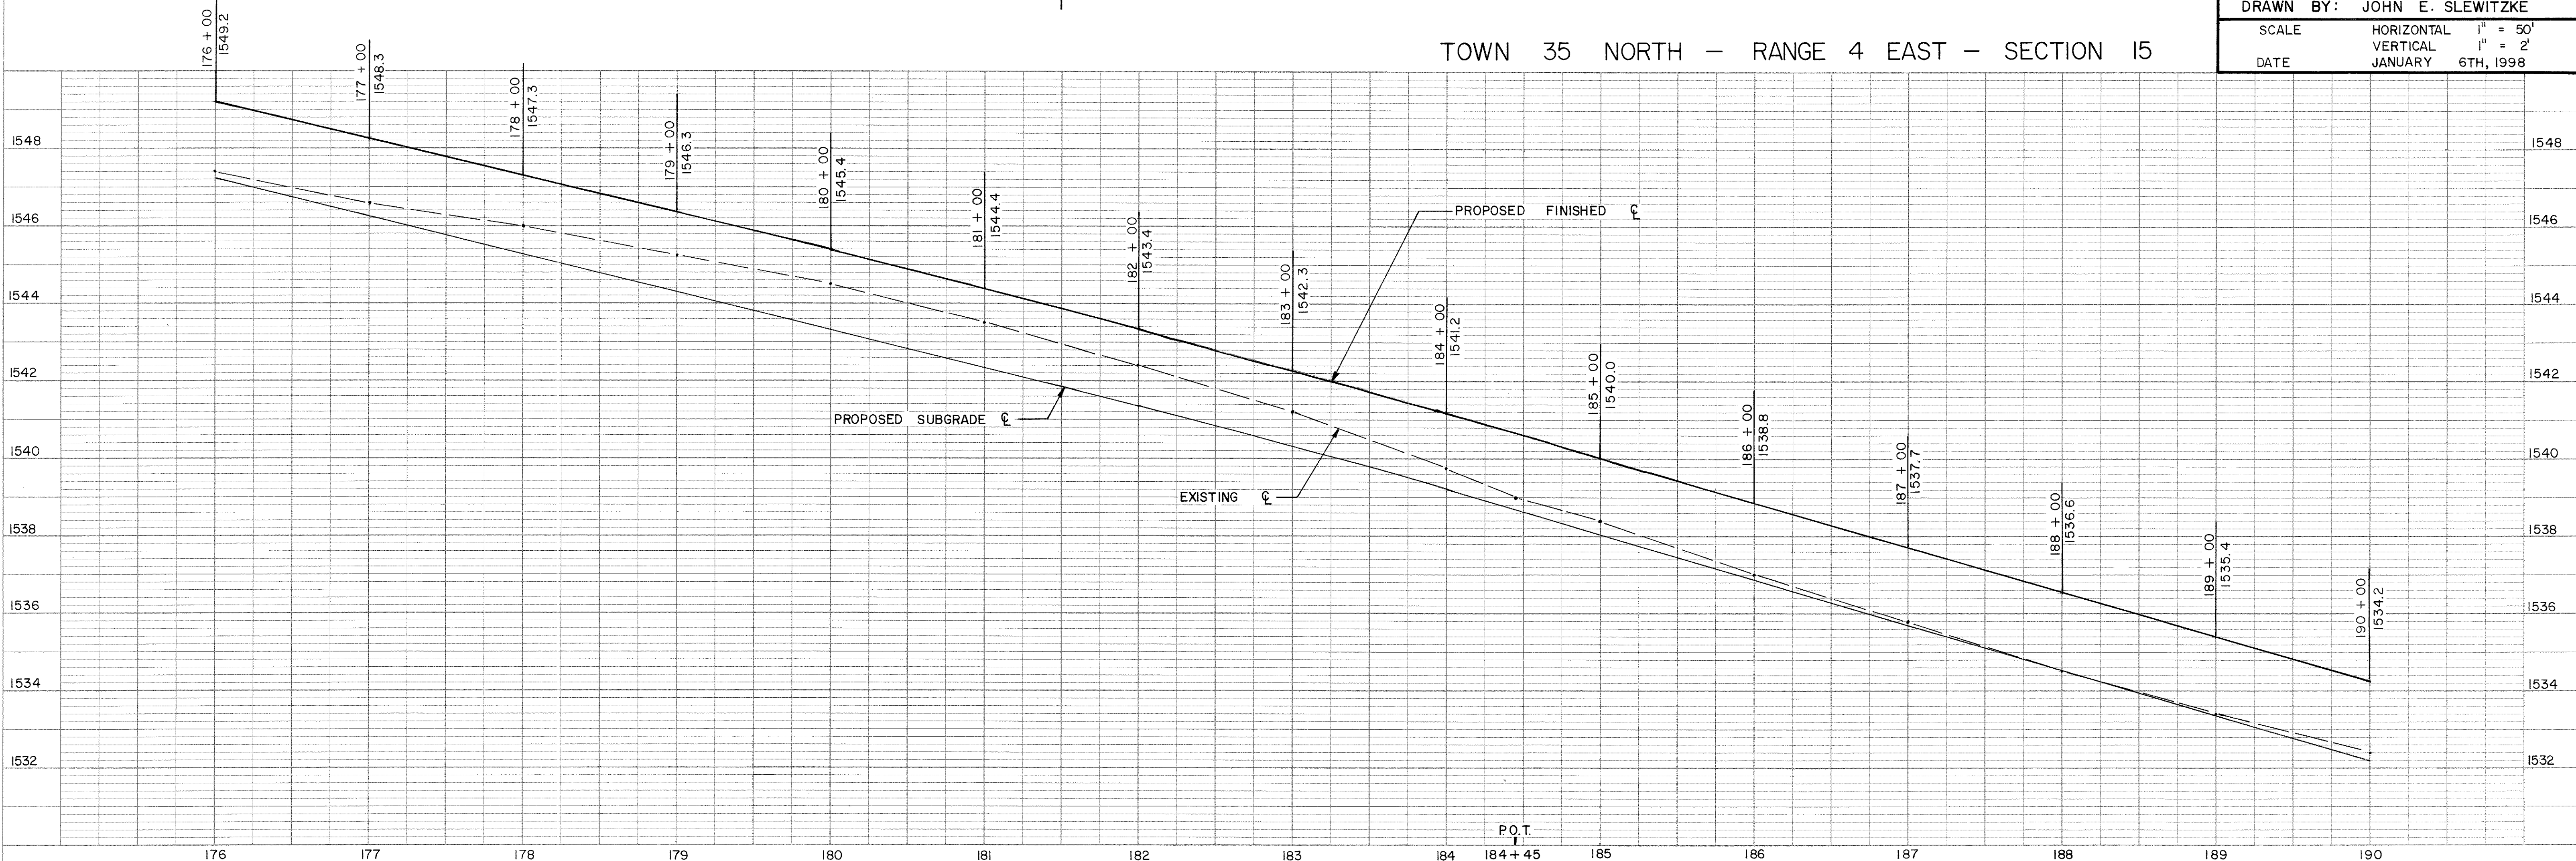 DRAWN BY: JOHN E. SLEWITZKE
SCALE HORIZONTAL 1" = 50'
VERTICAL 1" = 2'
DATE JANUARY 6TH, 1998
TOWN 35 NORTH - RANGE 4 EAST - SECTION 15
176 + 00
1549.2
177 + 00
1548.3
178 + 00
1547.3
179 + 00
1546.3
180 + 00
1545.4
181 + 00
1544.4
182 + 00
1543.4
183 + 00
1542.3
184 + 00
1541.2
185 + 00
1540.0
186 + 00
1538.8
187 + 00
1537.7
188 + 00
1536.6
189 + 00
1535.4
190 + 00
1534.2
PROPOSED FINISHED ℄
PROPOSED SUBGRADE ℄
EXISTING ℄
1548 1548
1546 1546
1544 1544
1542 1542
1540 1540
1538 1538
1536 1536
1534 1534
1532 1532
P.O.T.
176 177 178 179 180 181 182 183 184 184+45 185 186 187 188 189 190